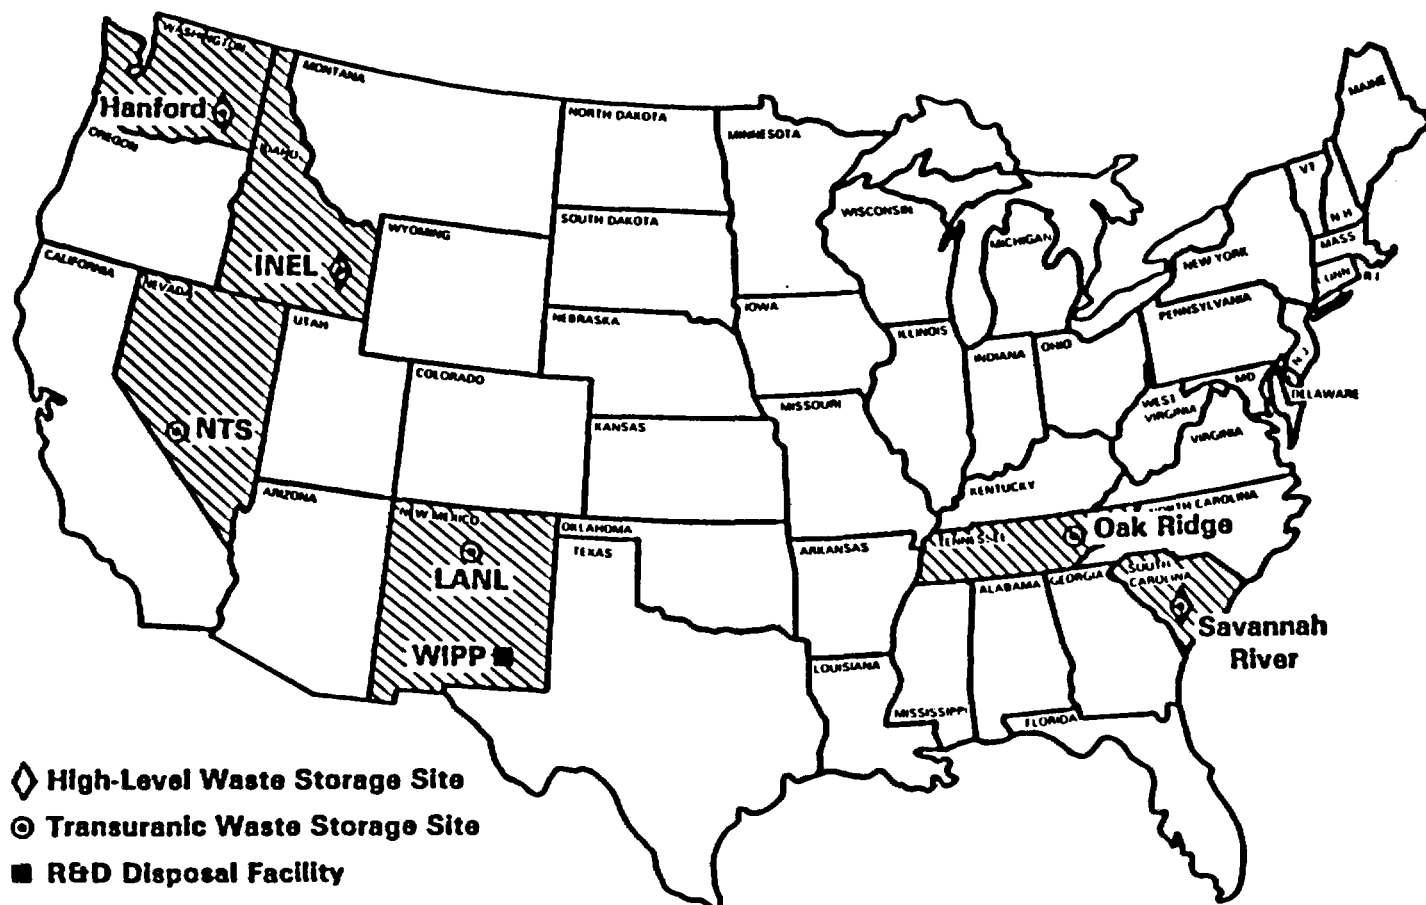 WASHINGTON
MONTANA
Hanford
OREGON
IDAHO
NORTH DAKOTA
MINNESOTA
MAINE
VT
N H
MASS
R I
WISCONSIN
MICHIGAN
NEW YORK
SOUTH DAKOTA
WYOMING
INEL
CALIFORNIA
NEVADA
UTAH
NEBRASKA
IOWA
ILLINOIS
INDIANA
OHIO
PENNSYLVANIA
N J
MD
DELAWARE
WEST
VIRGINIA
VIRGINIA
COLORADO
KANSAS
MISSOURI
KENTUCKY
NTS
ARIZONA
NEW MEXICO
LANL
WIPP
OKLAHOMA
TEXAS
ARKANSAS
TENNESSEE
NORTH CAROLINA
Oak Ridge
SOUTH
CAROLINA
Savannah
River
ALABAMA
GEORGIA
LOUISIANA
MISSISSIPPI
FLORIDA
High-Level Waste Storage Site
Transuranic Waste Storage Site
R&D Disposal Facility